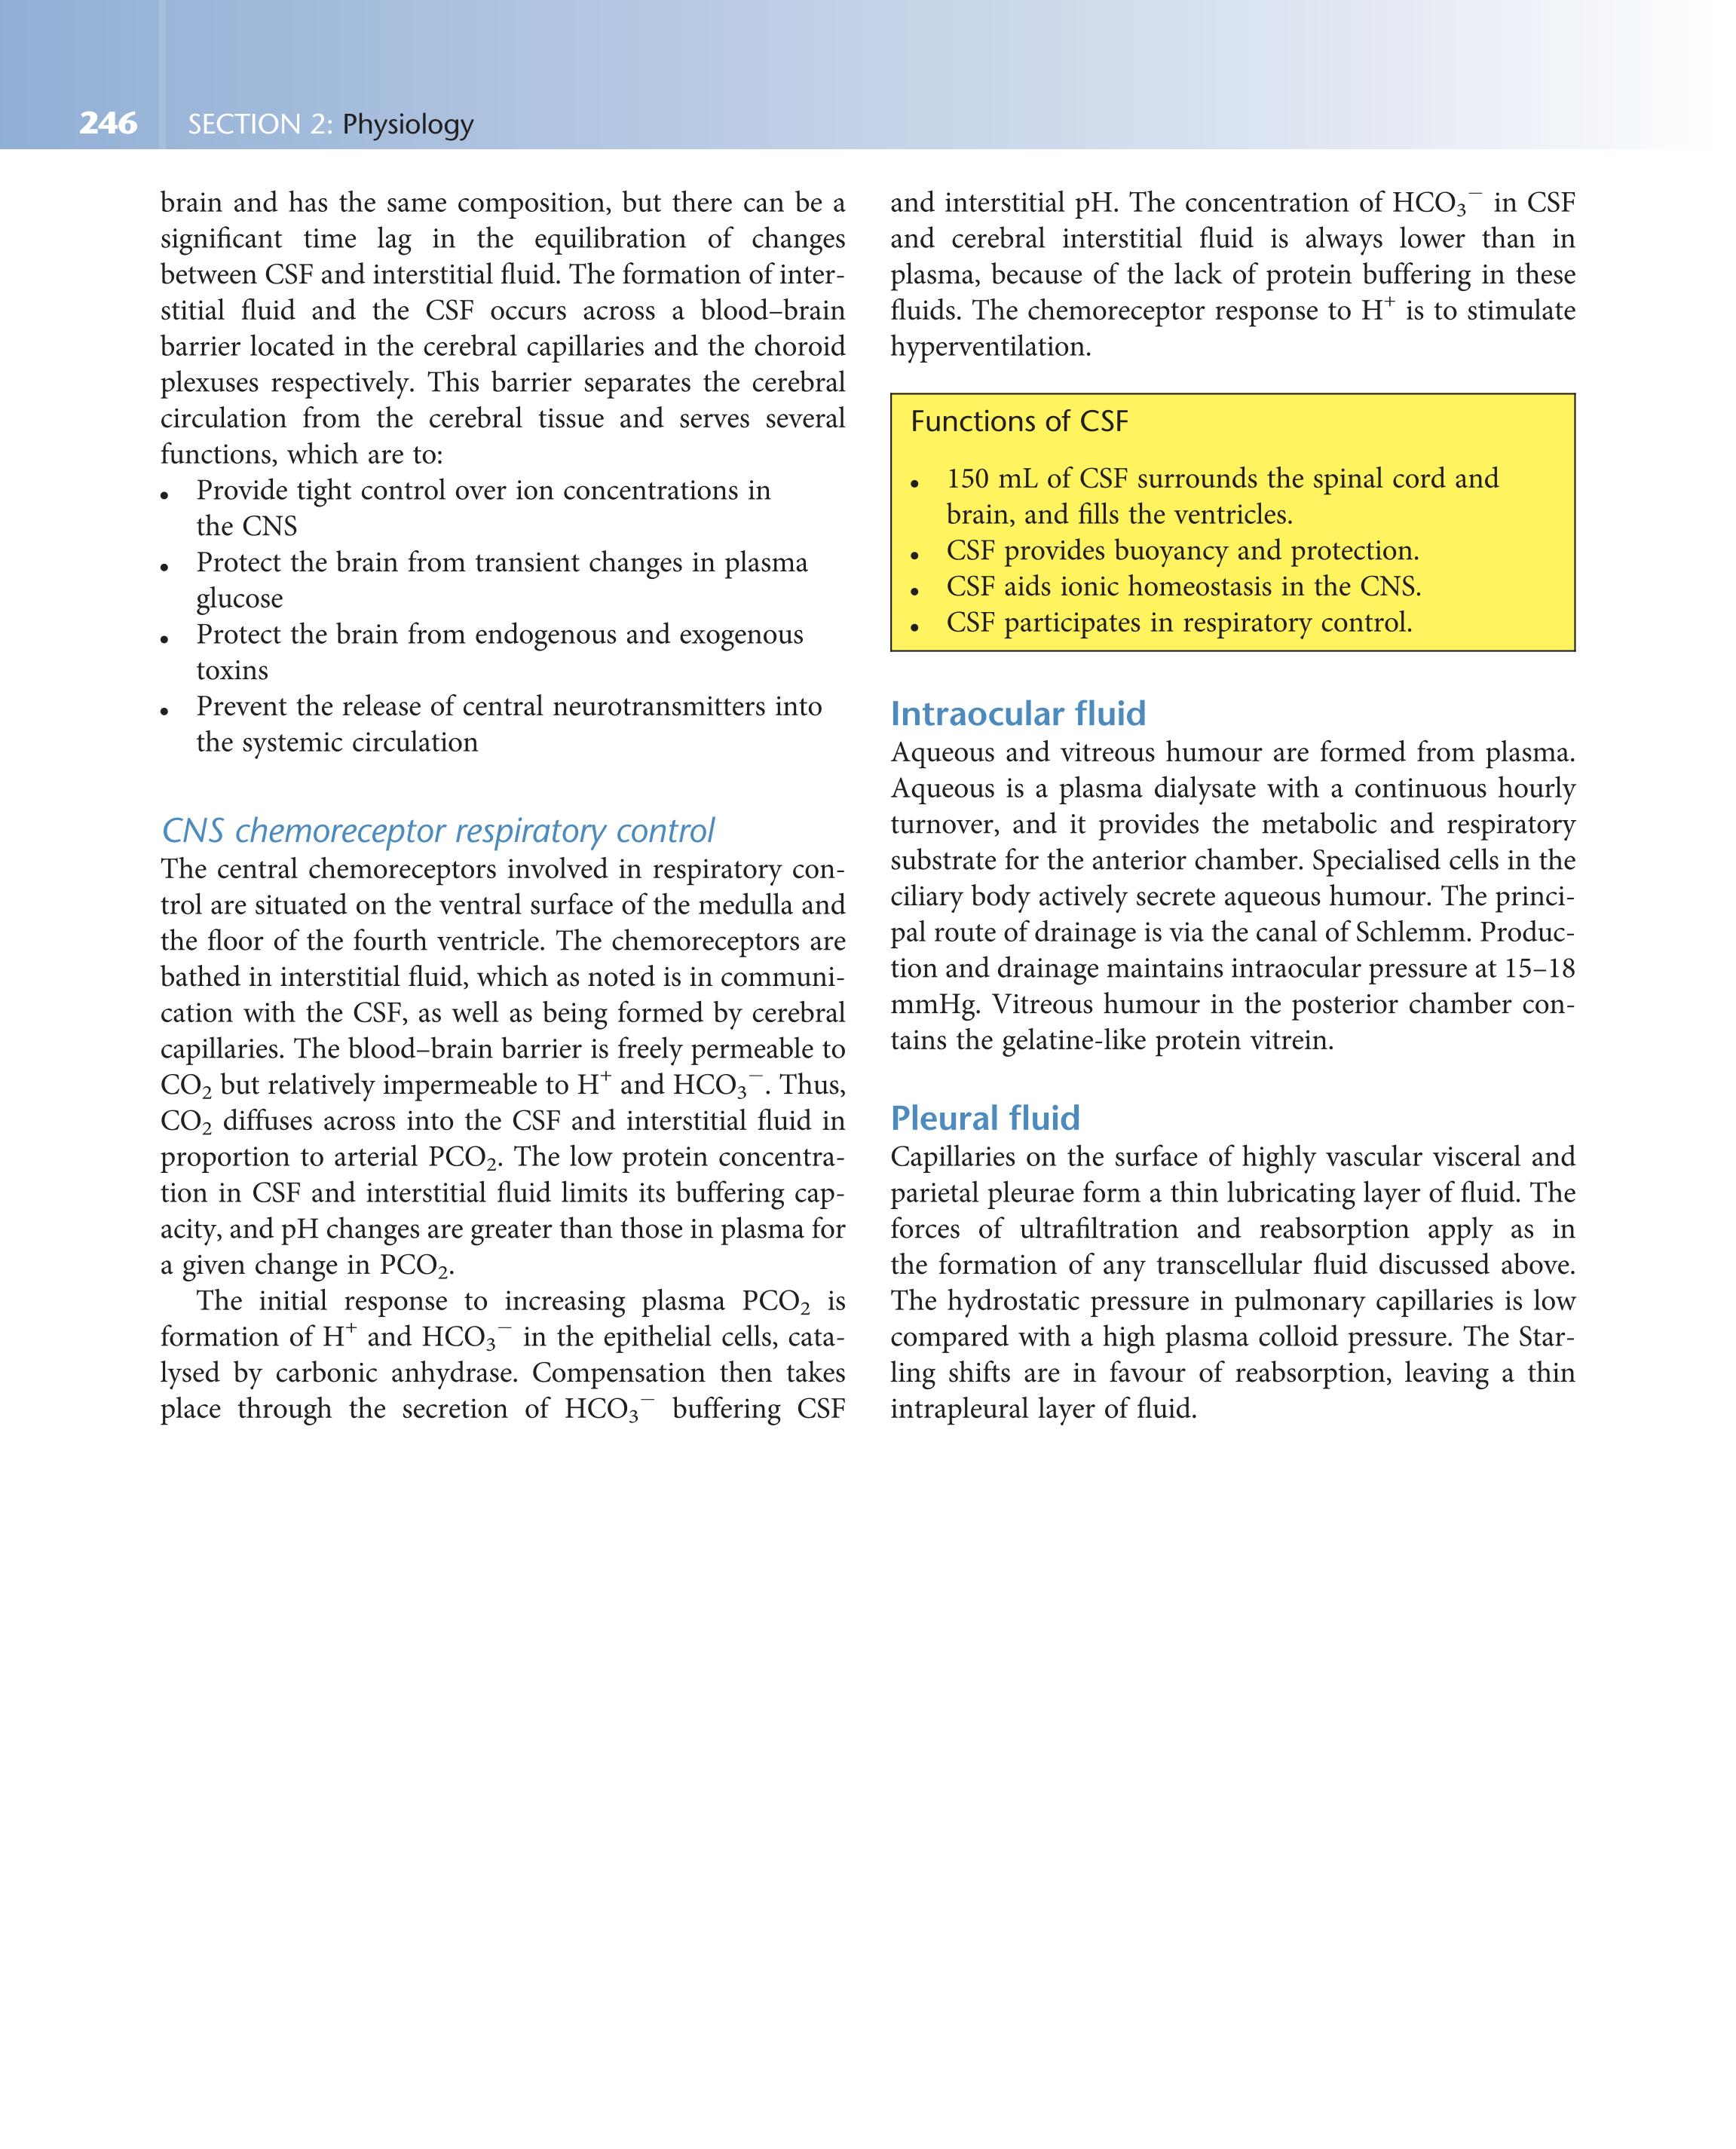 246 SECTION 2: Physiology
brain and has the same composition, but there can be a
significant time lag in the equilibration of changes
between CSF and interstitial fluid. The formation of inter-
stitial fluid and the CSF occurs across a blood–brain
barrier located in the cerebral capillaries and the choroid
plexuses respectively. This barrier separates the cerebral
circulation from the cerebral tissue and serves several
functions, which are to:
• Provide tight control over ion concentrations in
the CNS
• Protect the brain from transient changes in plasma
glucose
• Protect the brain from endogenous and exogenous
toxins
• Prevent the release of central neurotransmitters into
the systemic circulation
CNS chemoreceptor respiratory control
The central chemoreceptors involved in respiratory con-
trol are situated on the ventral surface of the medulla and
the floor of the fourth ventricle. The chemoreceptors are
bathed in interstitial fluid, which as noted is in communi-
cation with the CSF, as well as being formed by cerebral
capillaries. The blood–brain barrier is freely permeable to
CO₂ but relatively impermeable to H⁺ and HCO₃⁻. Thus,
CO₂ diffuses across into the CSF and interstitial fluid in
proportion to arterial PCO₂. The low protein concentra-
tion in CSF and interstitial fluid limits its buffering cap-
acity, and pH changes are greater than those in plasma for
a given change in PCO₂.
The initial response to increasing plasma PCO₂ is
formation of H⁺ and HCO₃⁻ in the epithelial cells, cata-
lysed by carbonic anhydrase. Compensation then takes
place through the secretion of HCO₃⁻ buffering CSF
and interstitial pH. The concentration of HCO₃⁻ in CSF
and cerebral interstitial fluid is always lower than in
plasma, because of the lack of protein buffering in these
fluids. The chemoreceptor response to H⁺ is to stimulate
hyperventilation.
Functions of CSF
• 150 mL of CSF surrounds the spinal cord and
brain, and fills the ventricles.
• CSF provides buoyancy and protection.
• CSF aids ionic homeostasis in the CNS.
• CSF participates in respiratory control.
Intraocular fluid
Aqueous and vitreous humour are formed from plasma.
Aqueous is a plasma dialysate with a continuous hourly
turnover, and it provides the metabolic and respiratory
substrate for the anterior chamber. Specialised cells in the
ciliary body actively secrete aqueous humour. The princi-
pal route of drainage is via the canal of Schlemm. Produc-
tion and drainage maintains intraocular pressure at 15–18
mmHg. Vitreous humour in the posterior chamber con-
tains the gelatine-like protein vitrein.
Pleural fluid
Capillaries on the surface of highly vascular visceral and
parietal pleurae form a thin lubricating layer of fluid. The
forces of ultrafiltration and reabsorption apply as in
the formation of any transcellular fluid discussed above.
The hydrostatic pressure in pulmonary capillaries is low
compared with a high plasma colloid pressure. The Star-
ling shifts are in favour of reabsorption, leaving a thin
intrapleural layer of fluid.